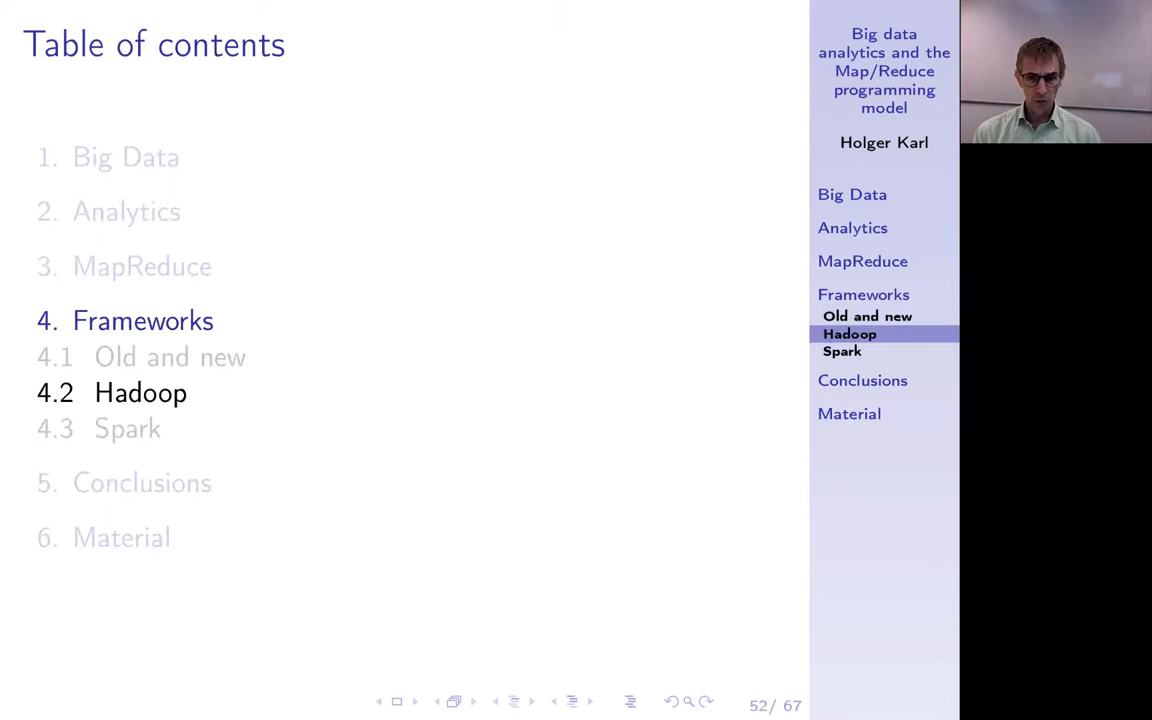 Table of contents
1. Big Data
2. Analytics
3. MapReduce
4. Frameworks
4.1 Old and new
4.2 Hadoop
4.3 Spark
5. Conclusions
6. Material
52/ 67
Big data
analytics and the
Map/Reduce
programming
model
Holger Karl
Big Data
Analytics
MapReduce
Frameworks
Old and new
Hadoop
Spark
Conclusions
Material